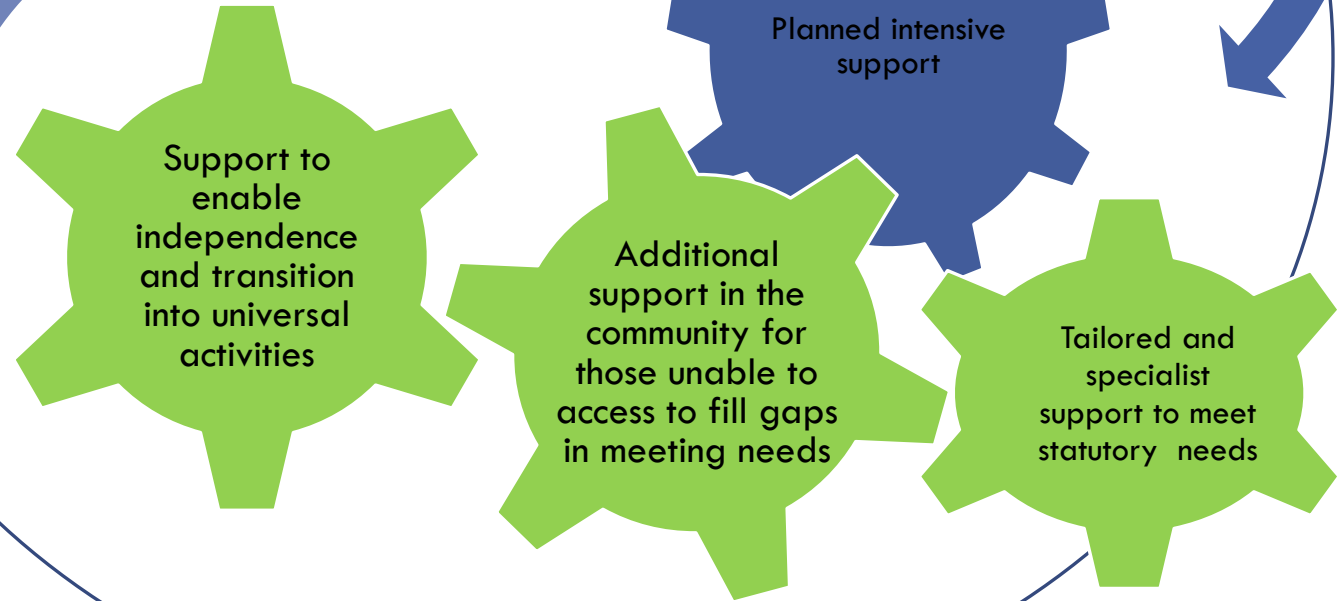 Planned intensive
support
Support to
enable
independence
and transition
into universal
activities
Additional
support in the
community for
those unable to
access to fill gaps
in meeting needs
Tailored and
specialist
support to meet
statutory  needs